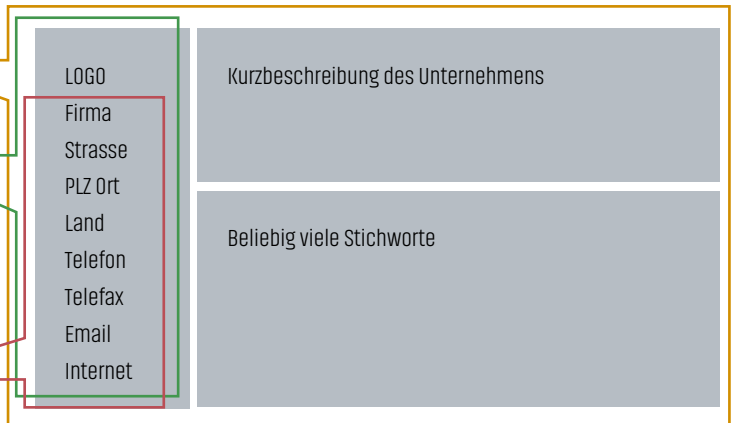 LOGO
Firma
Strasse
PLZ Ort
Land
Telefon
Telefax
Email
Internet
Kurzbeschreibung des Unternehmens
Beliebig viele Stichworte